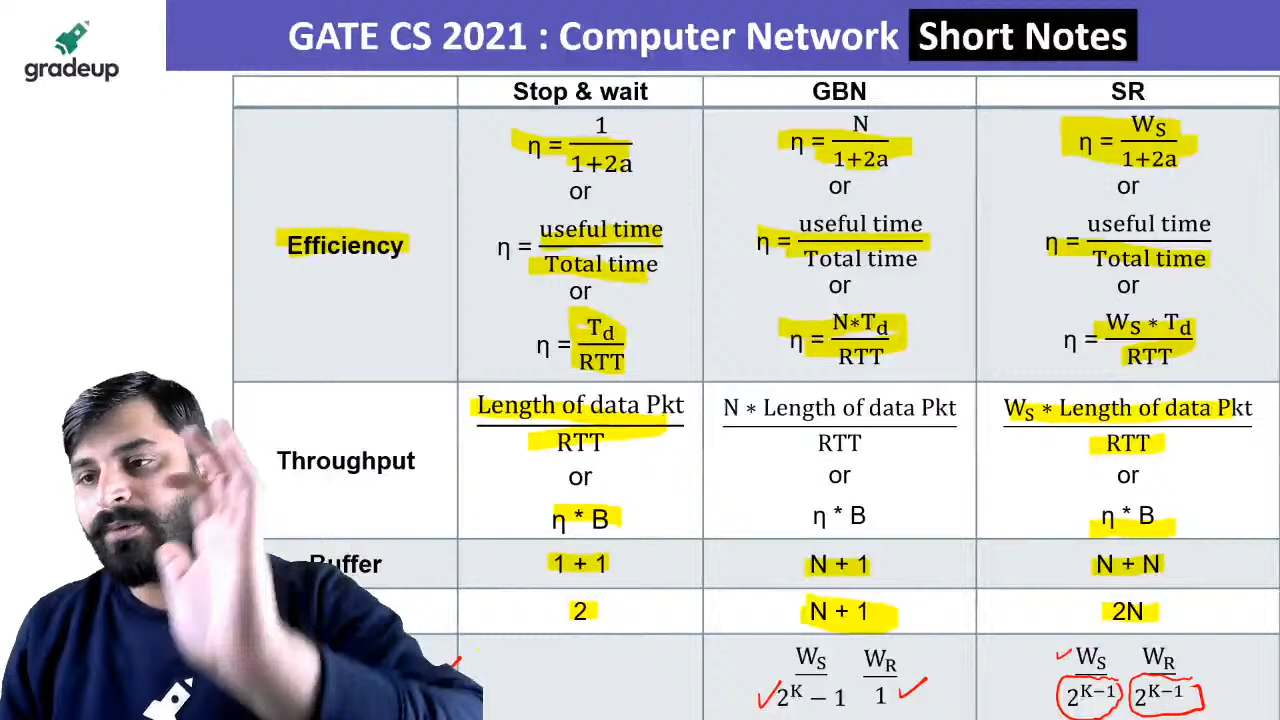 GATE CS 2021 : Computer Network Short Notes
gradeup
Stop & wait GBN SR
Efficiency
η = 1/(1+2a)
or
η = useful time/Total time
or
η = T_d/RTT
η = N/(1+2a)
or
η = useful time/Total time
or
η = N∗T_d/RTT
η = W_S/(1+2a)
or
η = useful time/Total time
or
η = W_S ∗ T_d/RTT
Throughput
Length of data Pkt/RTT
or
η * B
N ∗ Length of data Pkt/RTT
or
η * B
W_S ∗ Length of data Pkt/RTT
or
η * B
Buffer 1 + 1 N + 1 N + N
2 N + 1 2N
W_S W_R W_S W_R
2^K − 1 1 2^(K−1) 2^(K−1)